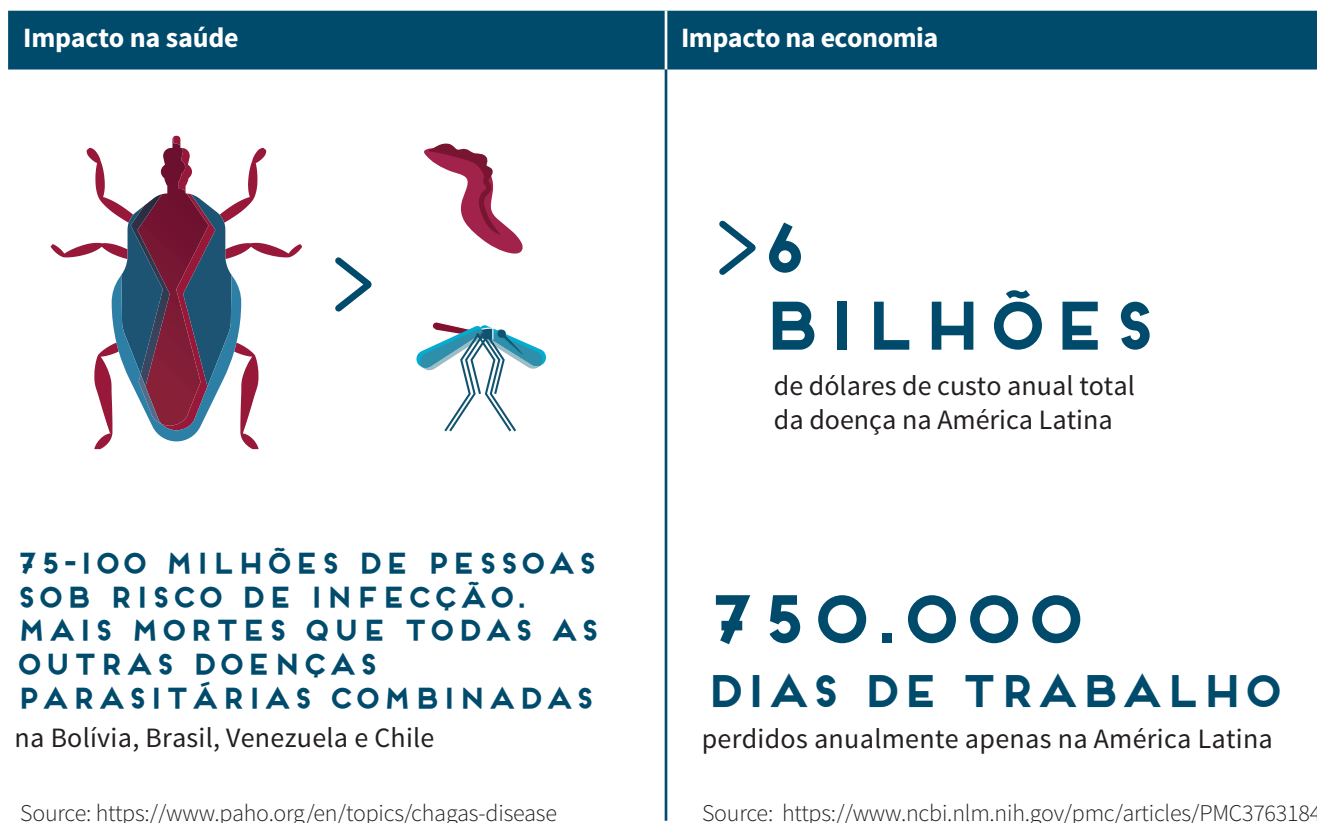 Impacto na saúde
Impacto na economia
>
75-100 MILHÕES DE PESSOAS
SOB RISCO DE INFECÇÃO.
MAIS MORTES QUE TODAS AS
OUTRAS DOENÇAS
PARASITÁRIAS COMBINADAS
na Bolívia, Brasil, Venezuela e Chile
Source: https://www.paho.org/en/topics/chagas-disease
>6
BILHÕES
de dólares de custo anual total
da doença na América Latina
750.000
DIAS DE TRABALHO
perdidos anualmente apenas na América Latina
Source: https://www.ncbi.nlm.nih.gov/pmc/articles/PMC3763184